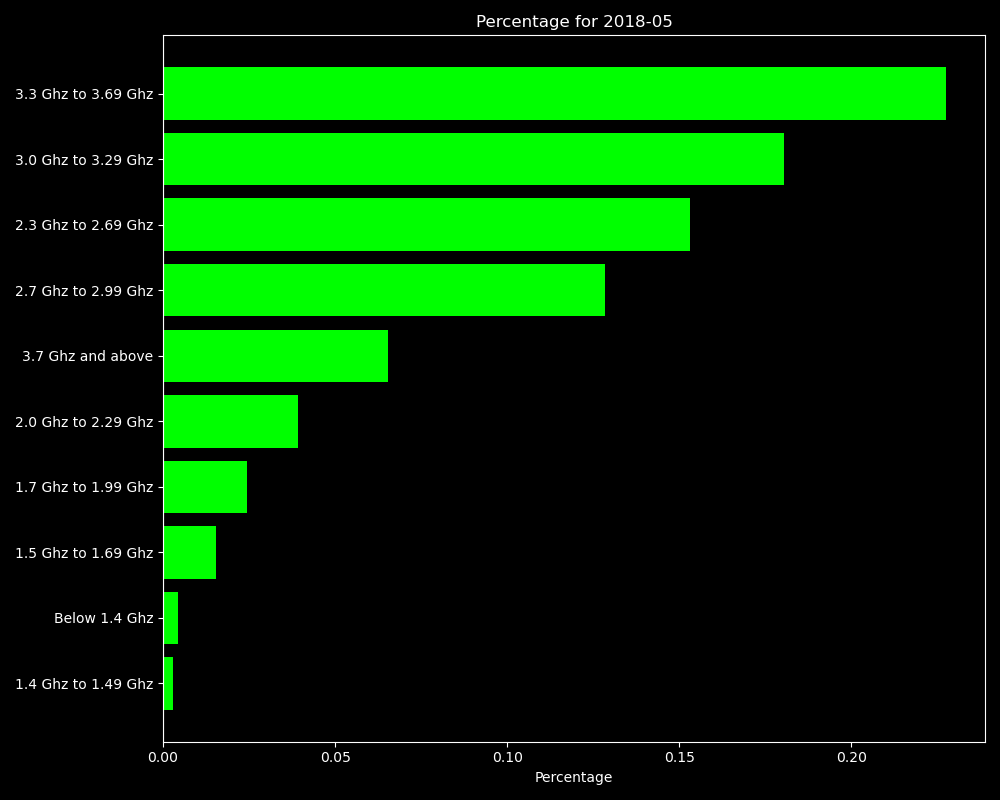 Percentage for 2018-05
3.3 Ghz to 3.69 Ghz
3.0 Ghz to 3.29 Ghz
2.3 Ghz to 2.69 Ghz
2.7 Ghz to 2.99 Ghz
3.7 Ghz and above
2.0 Ghz to 2.29 Ghz
1.7 Ghz to 1.99 Ghz
1.5 Ghz to 1.69 Ghz
Below 1.4 Ghz
1.4 Ghz to 1.49 Ghz
0.00 0.05 0.10 0.15 0.20
Percentage